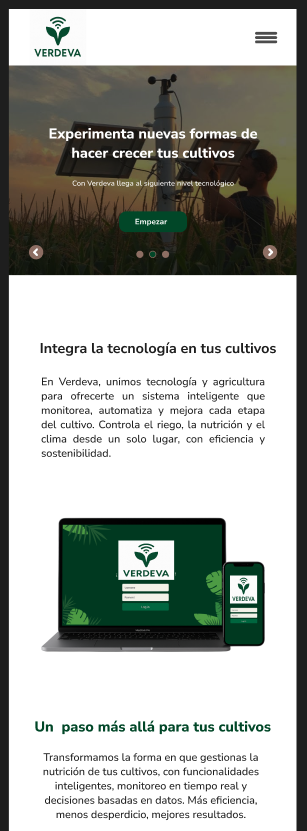 VERDEVA
Experimenta nuevas formas de
hacer crecer tus cultivos
Con Verdeva llega al siguiente nivel tecnológico
Empezar
Integra la tecnología en tus cultivos
En Verdeva, unimos tecnología y agricultura
para ofrecerte un sistema inteligente que
monitorea, automatiza y mejora cada etapa
del cultivo. Controla el riego, la nutrición y el
clima desde un solo lugar, con eficiencia y
sostenibilidad.
VERDEVA
VERDEVA
Un paso más allá para tus cultivos
Transformamos la forma en que gestionas la
nutrición de tus cultivos, con funcionalidades
inteligentes, monitoreo en tiempo real y
decisiones basadas en datos. Más eficiencia,
menos desperdicio, mejores resultados.